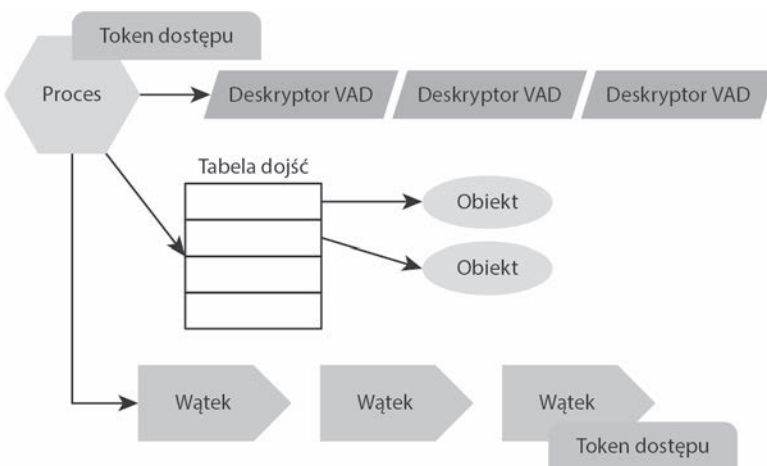 Token dostępu
Proces
Deskryptor VAD
Deskryptor VAD
Deskryptor VAD
Tabela dojść
Obiekt
Obiekt
Wątek
Wątek
Wątek
Token dostępu